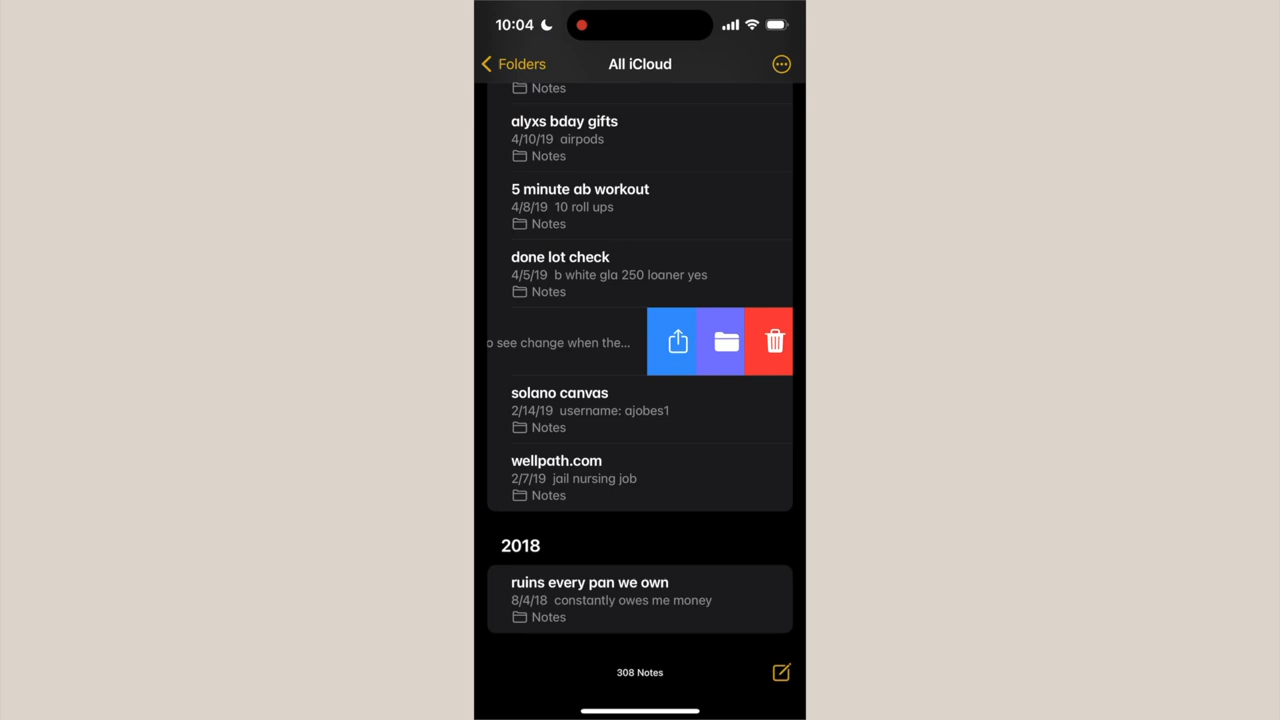 10:04
Folders
All iCloud
Notes
alyxs bday gifts
4/10/19 airpods
Notes
5 minute ab workout
4/8/19 10 roll ups
Notes
done lot check
4/5/19 b white gla 250 loaner yes
Notes
o see change when the...
solano canvas
2/14/19 username: ajobes1
Notes
wellpath.com
2/7/19 jail nursing job
Notes
2018
ruins every pan we own
8/4/18 constantly owes me money
Notes
308 Notes